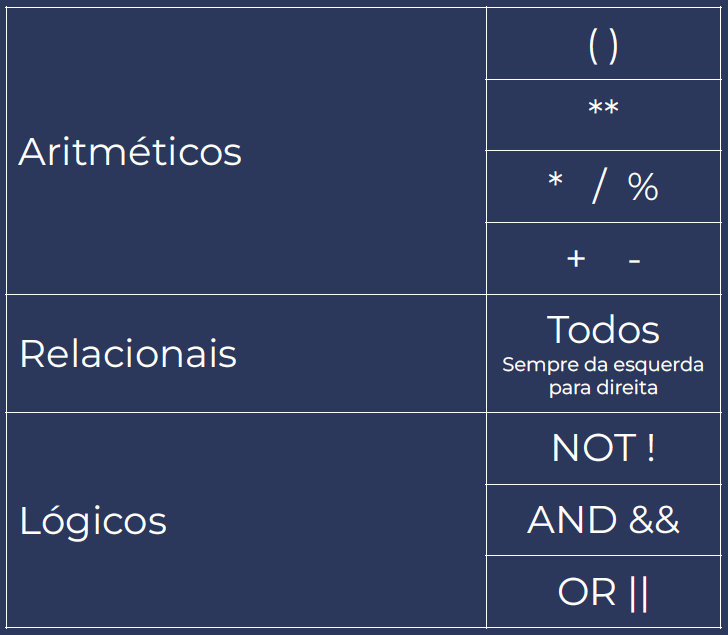 Aritméticos
( )
**
* / %
+ -
Relacionais
Todos
Sempre da esquerda
para direita
Lógicos
NOT !
AND &&
OR ||